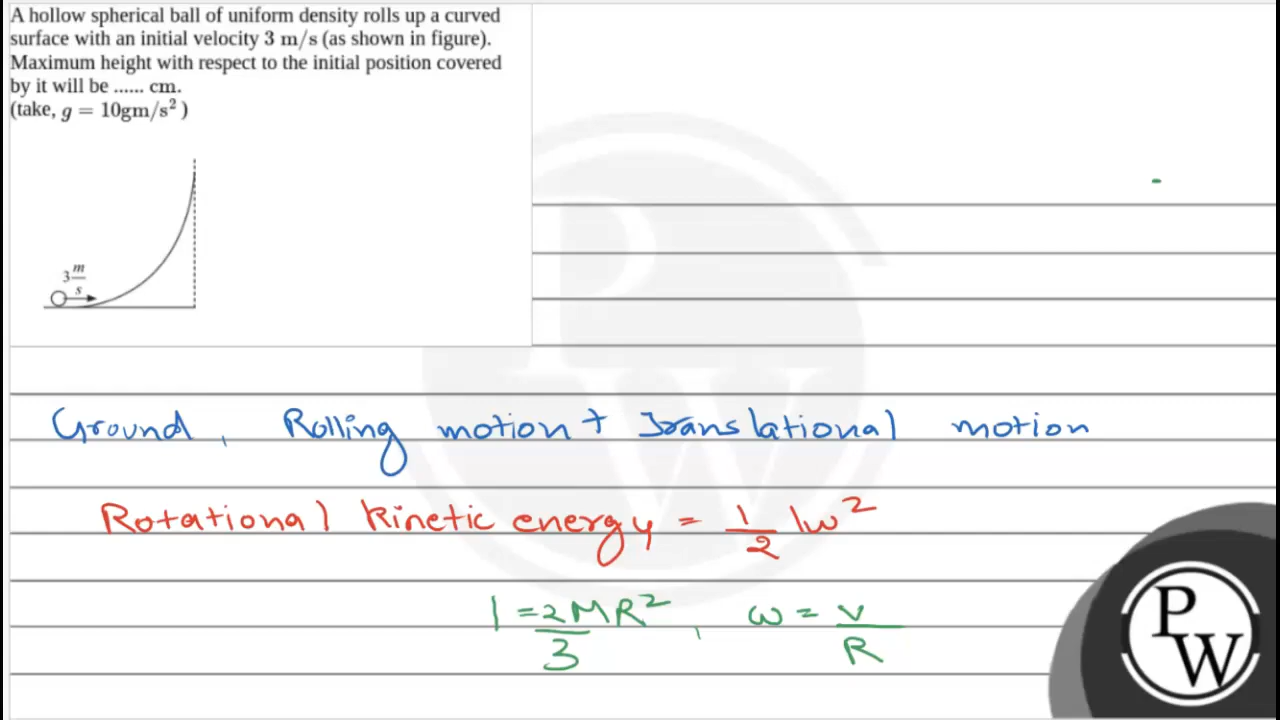 A hollow spherical ball of uniform density rolls up a curved
surface with an initial velocity 3 m/s (as shown in figure).
Maximum height with respect to the initial position covered
by it will be ...... cm.
(take, g = 10gm/s² )
3 m/s
Ground, Rolling motion + Translational motion
Rotational kinetic energy = 1/2 Iω²
I = 2MR²/3, ω = v/R
P
W
PW